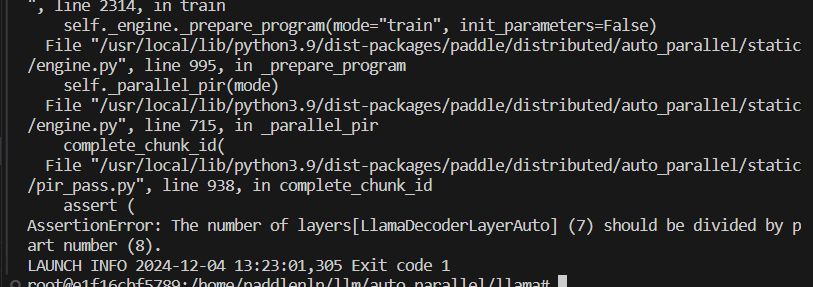 ", line 2314, in train
    self._engine._prepare_program(mode="train", init_parameters=False)
  File "/usr/local/lib/python3.9/dist-packages/paddle/distributed/auto_parallel/static
/engine.py", line 995, in _prepare_program
    self._parallel_pir(mode)
  File "/usr/local/lib/python3.9/dist-packages/paddle/distributed/auto_parallel/static
/engine.py", line 715, in _parallel_pir
    complete_chunk_id(
  File "/usr/local/lib/python3.9/dist-packages/paddle/distributed/auto_parallel/static
/pir_pass.py", line 938, in complete_chunk_id
    assert (
AssertionError: The number of layers[LlamaDecoderLayerAuto] (7) should be divided by p
art number (8).
LAUNCH INFO 2024-12-04 13:23:01,305 Exit code 1
root@e1f16cbf5789:/home/paddlenlp/llm/auto_parallel/llama#